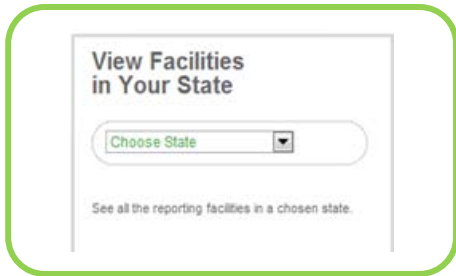 View Facilities
in Your State
Choose State
See all the reporting facilities in a chosen state.